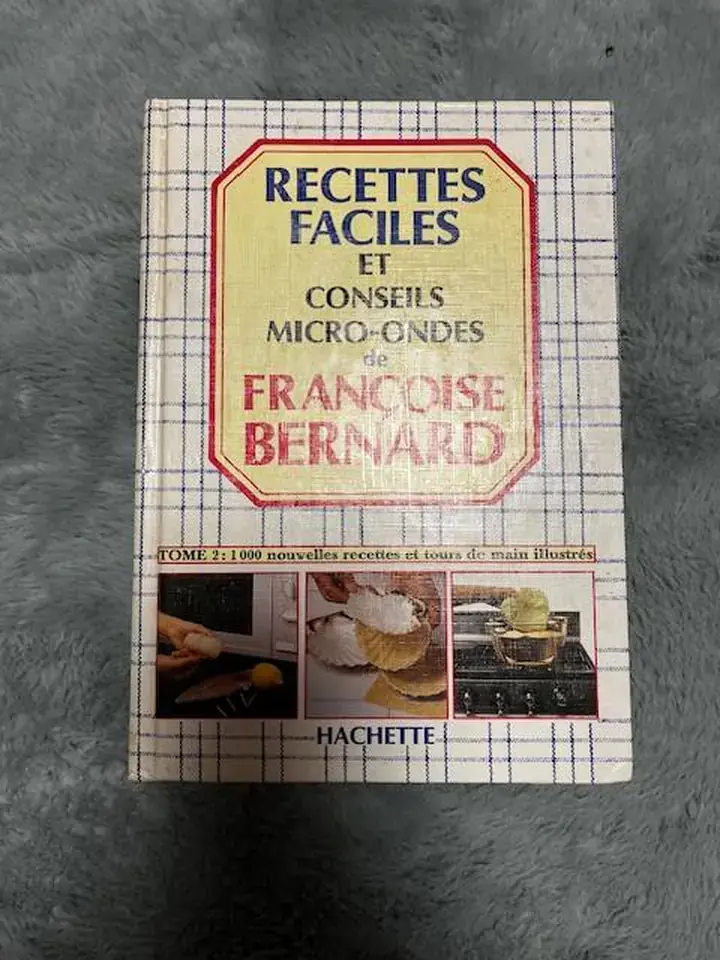 RECETTES
FACILES
ET
CONSEILS
MICRO-ONDES
de
FRANÇOISE
BERNARD
TOME 2: 1000 nouvelles recettes et tours de main illustrés
HACHETTE